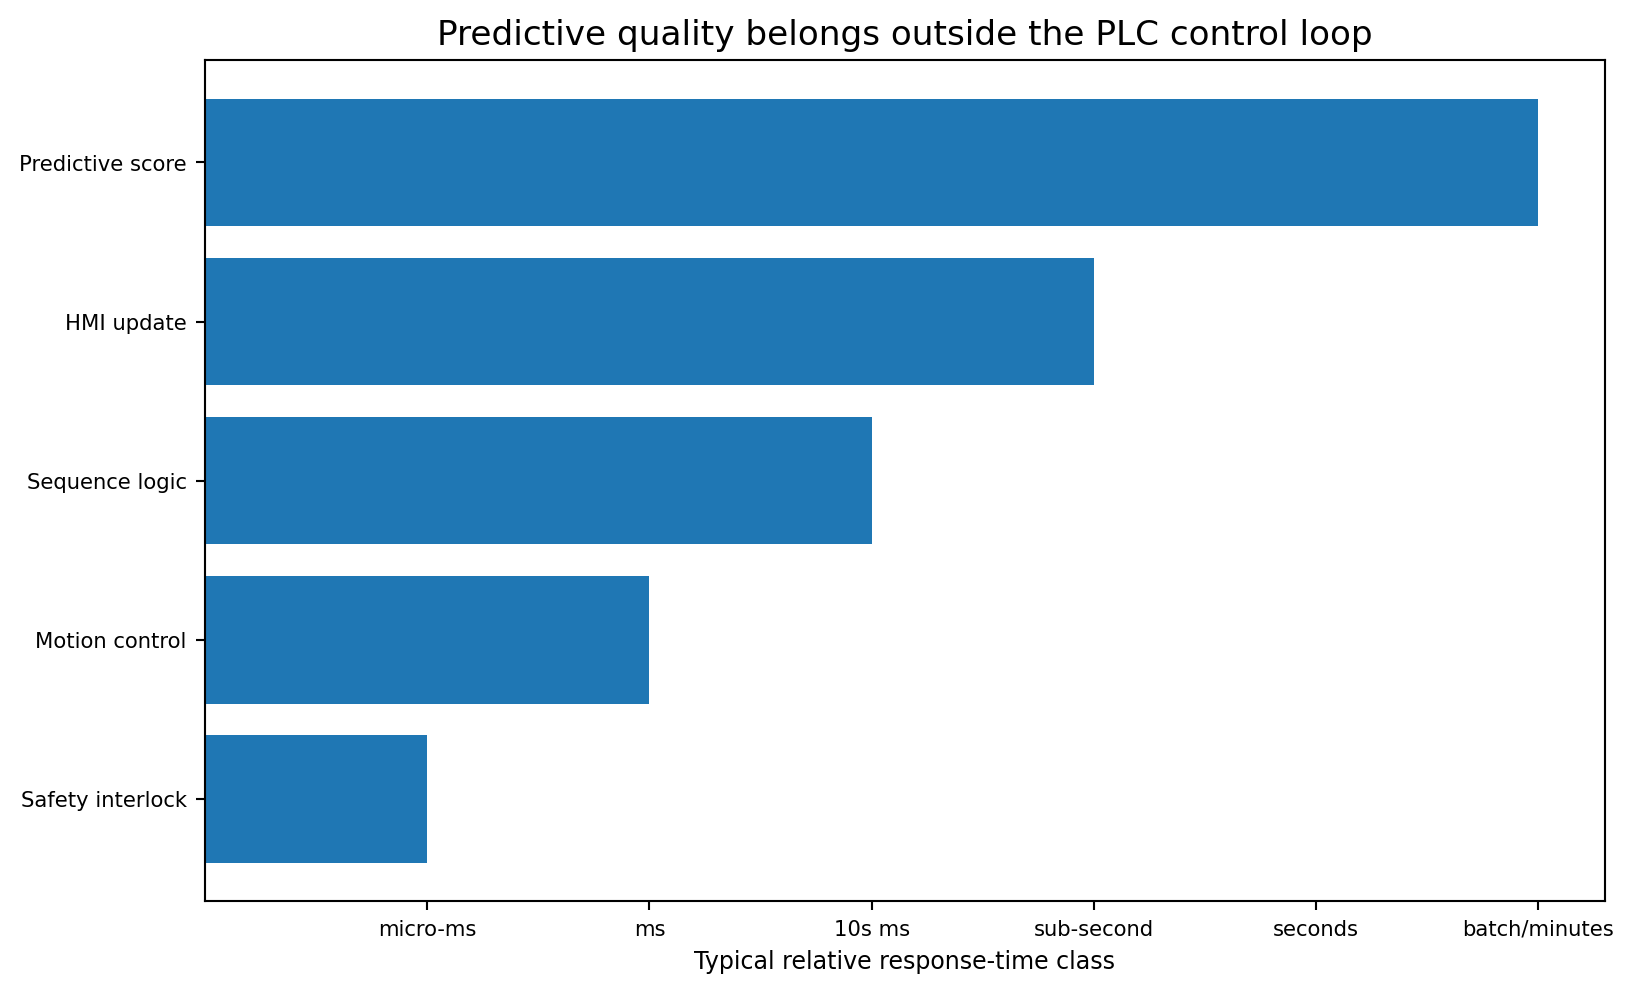 Predictive quality belongs outside the PLC control loop
Predictive score
HMI update
Sequence logic
Motion control
Safety interlock
micro-ms ms 10s ms sub-second seconds batch/minutes
Typical relative response-time class